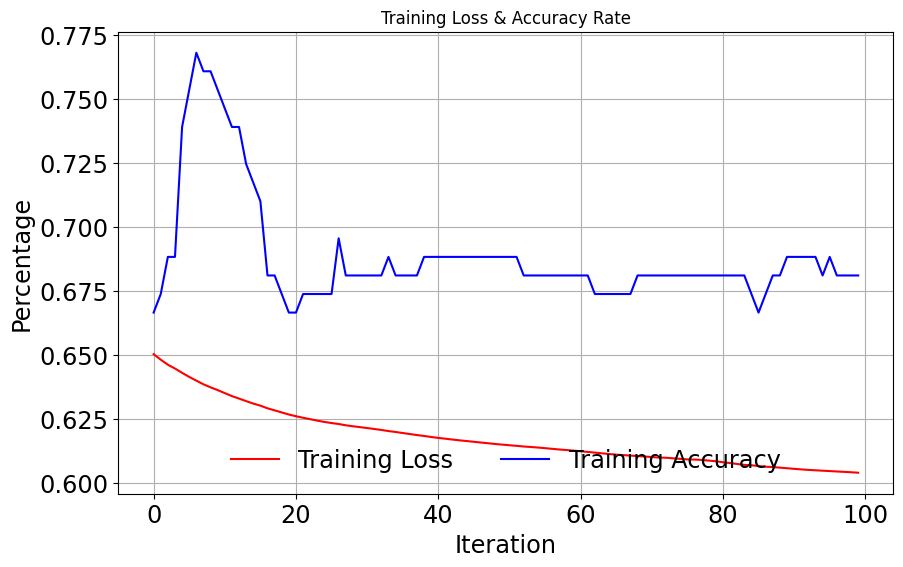 Training Loss & Accuracy Rate
0.775
0.750
0.725
0.700
0.675
0.650
0.625
0.600
Percentage
Training Loss Training Accuracy
0 20 40 60 80 100
Iteration